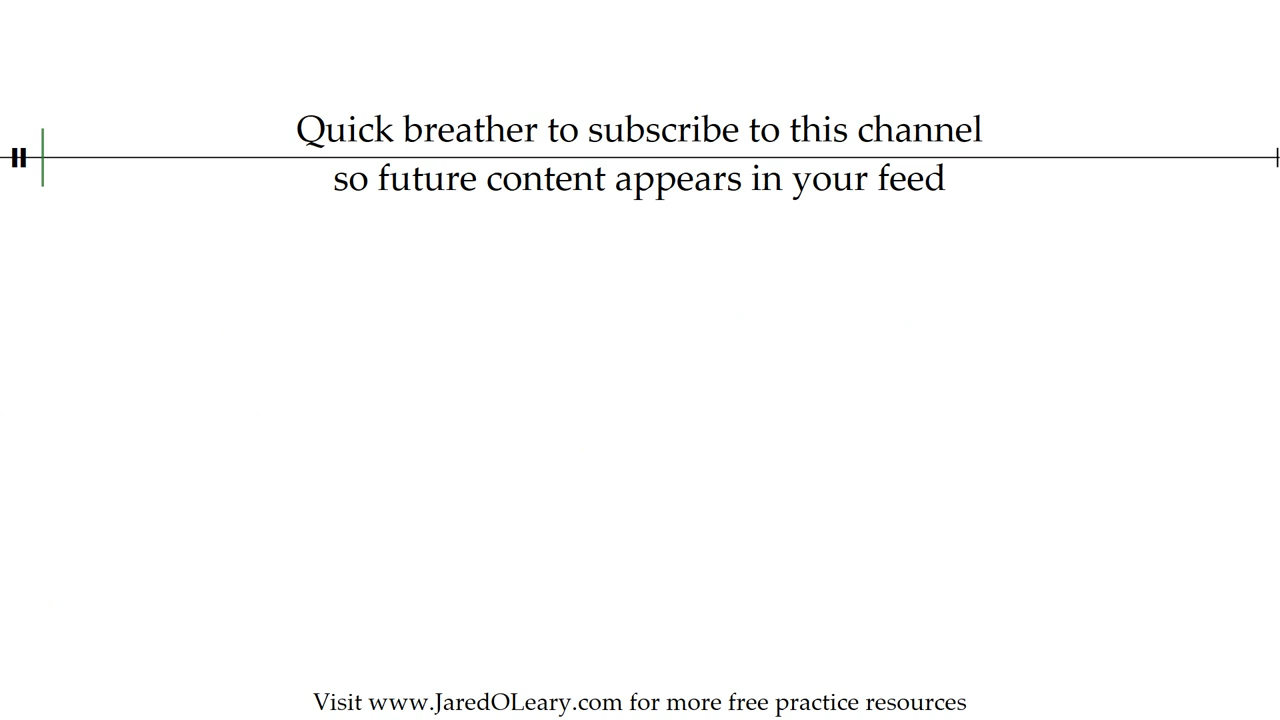 Quick breather to subscribe to this channel
so future content appears in your feed
Visit www.JaredOLeary.com for more free practice resources